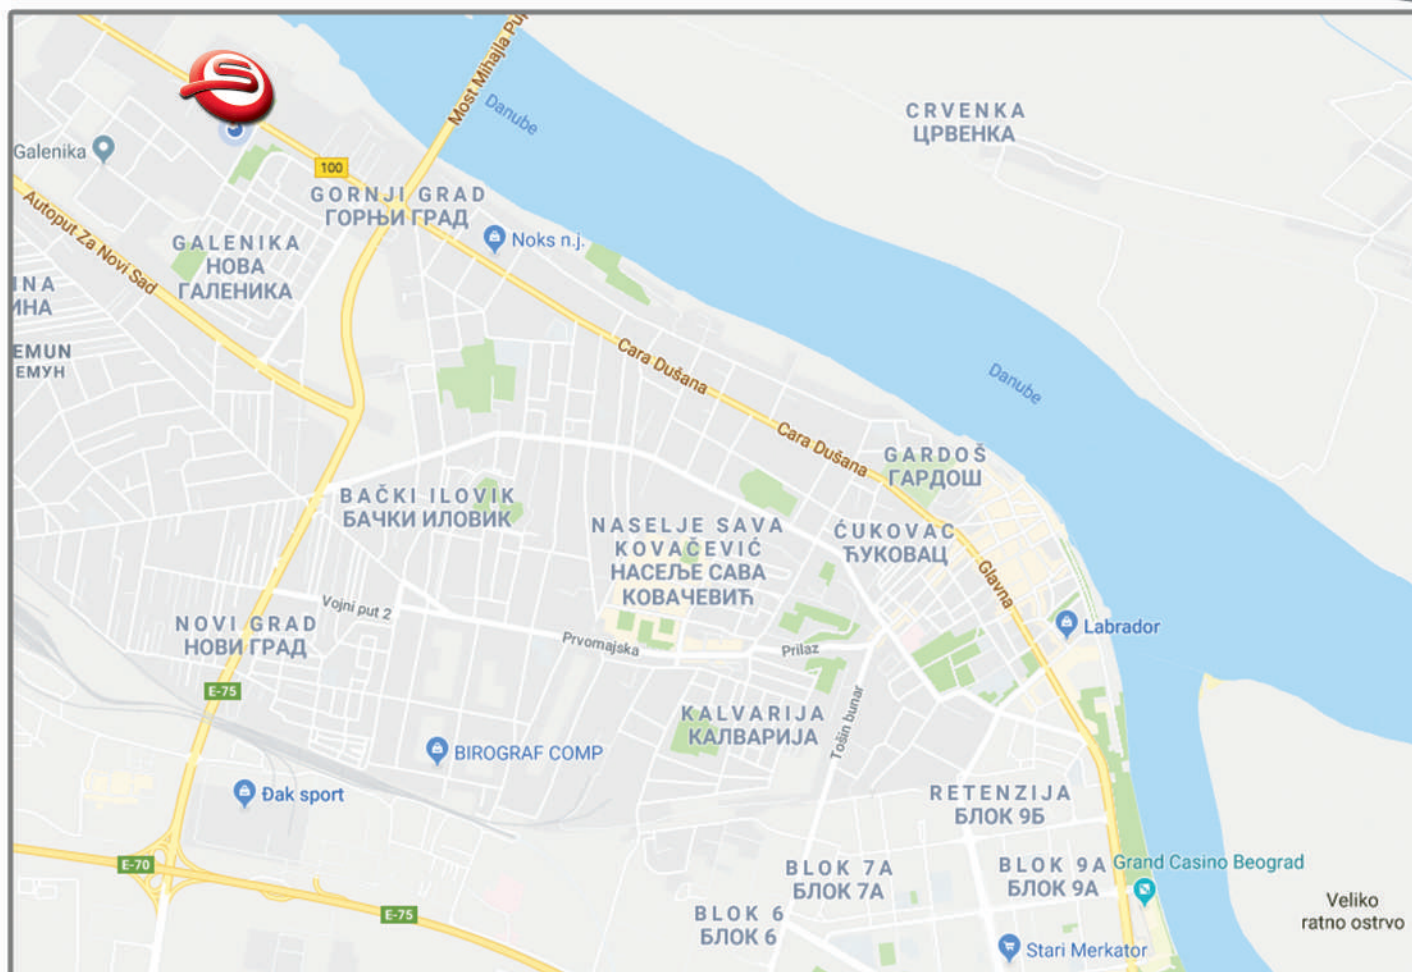 Most Mihajla Pup
Danube
CRVENKA
ЦРВЕНКА
Galenika
100
GORNJI GRAD
ГОРЊИ ГРАД
Autoput Za Novi Sad
Noks n.j.
GALENIKA
НОВА
ГАЛЕНИКА
INA
ИНА
EMUN
ЕМУН
Cara Dušana
Danube
Cara Dušana
GARDOŠ
ГАРДОШ
BAČKI ILOVIK
БАЧКИ ИЛОВИК
NASELJE SAVA
KOVAČEVIĆ
НАСЕЉЕ САВА
КОВАЧЕВИЋ
ĆUKOVAC
ЋУКОВАЦ
Glavna
Vojni put 2
NOVI GRAD
НОВИ ГРАД
Labrador
Prvomajska
Prilaz
E-75
KALVARIJA
КАЛВАРИЈА
Tošin bunar
BIROGRAF COMP
Đak sport
RETENZIJA
БЛОК 9Б
E-70
BLOK 7A
БЛОК 7А
BLOK 9A
БЛОК 9А
Grand Casino Beograd
E-75
BLOK 6
БЛОК 6
Veliko
ratno ostrvo
Stari Merkator